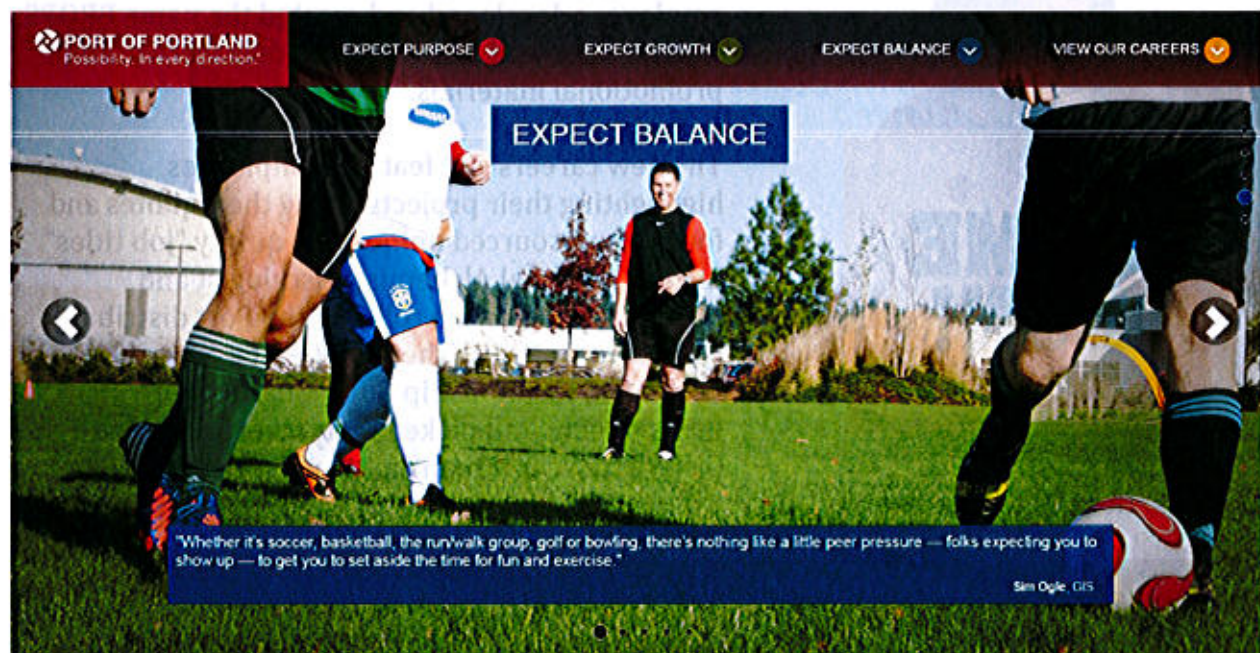 PORT OF PORTLAND
Possibility. In every direction.
EXPECT PURPOSE
EXPECT GROWTH
EXPECT BALANCE
VIEW OUR CAREERS
EXPECT BALANCE
"Whether it's soccer, basketball, the run/walk group, golf or bowling, there's nothing like a little peer pressure — folks expecting you to
show up — to get you to set aside the time for fun and exercise."
Sim Ogle, GIS